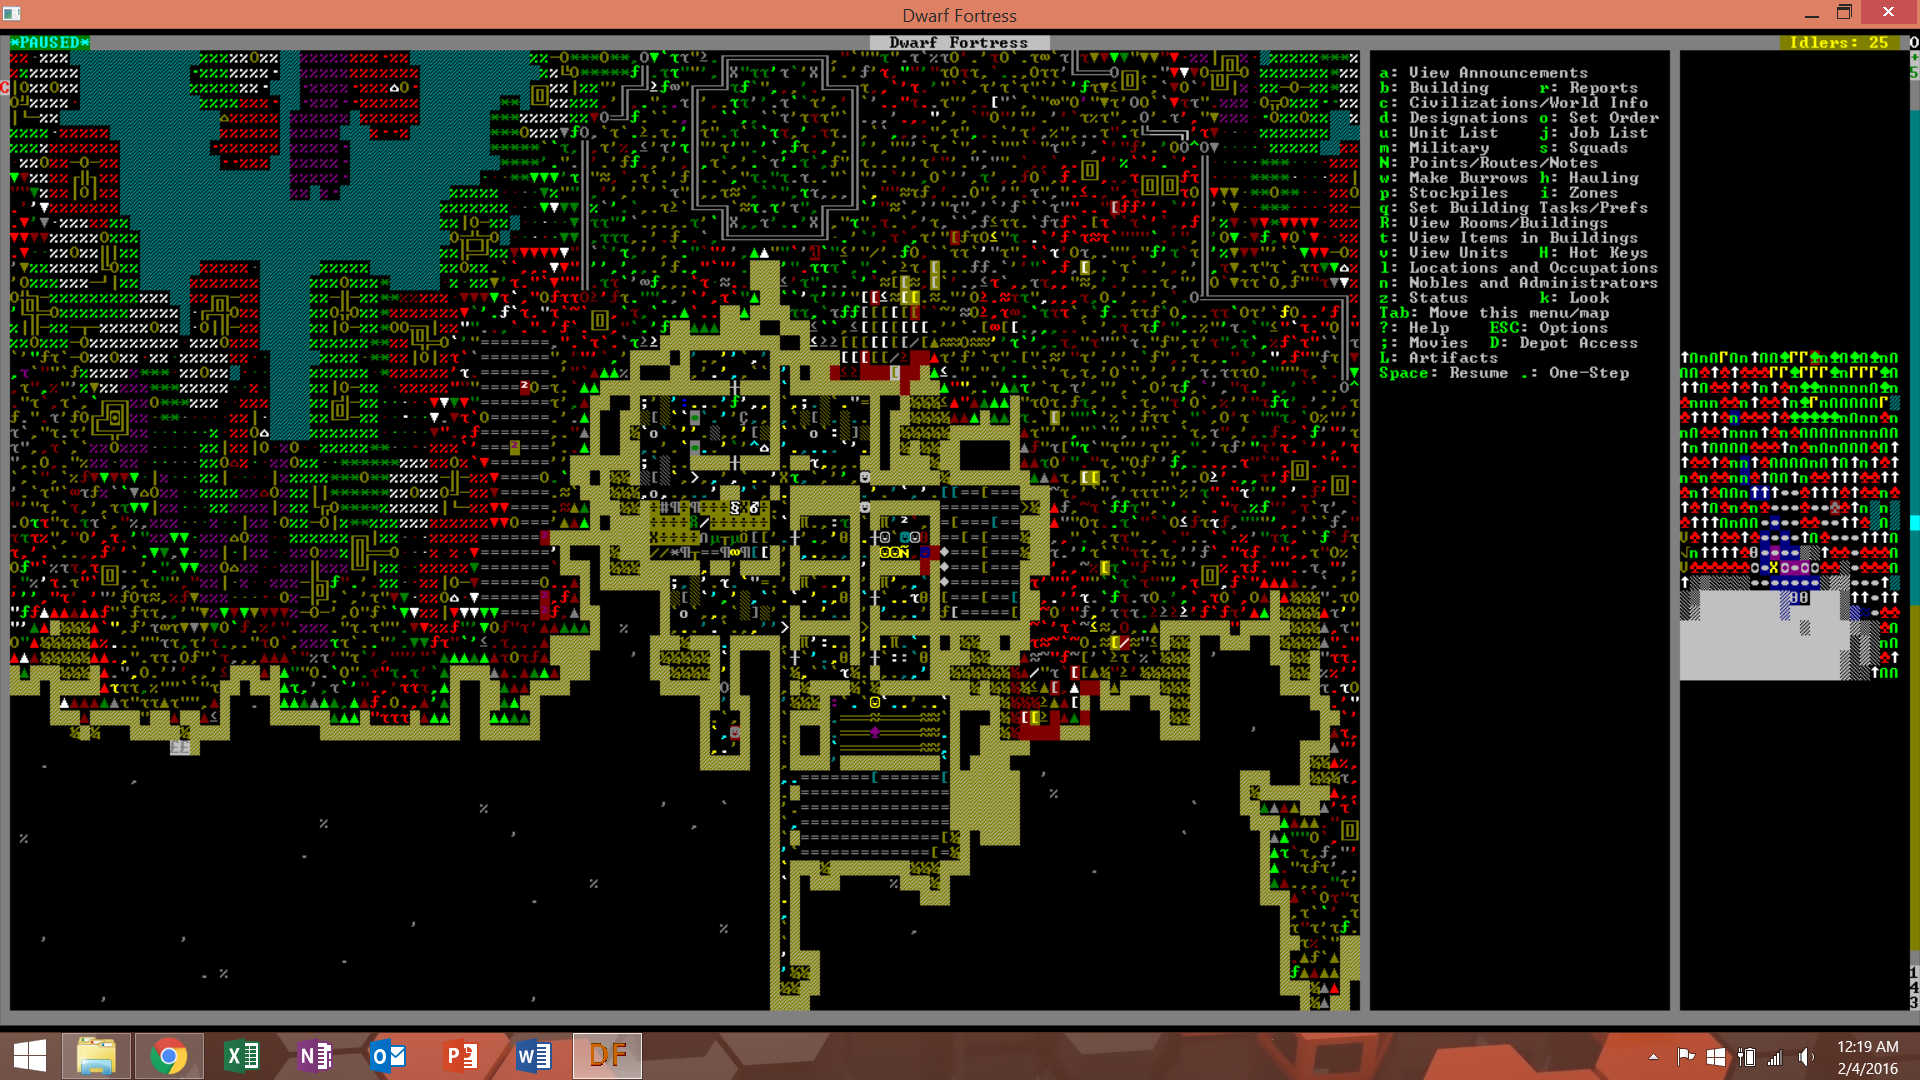 Dwarf Fortress
*PAUSED*
Dwarf Fortress
Idlers: 25
a: View Announcements
b: Building r: Reports
c: Civilizations/World Info
d: Designations o: Set Order
u: Unit List j: Job List
m: Military s: Squads
N: Points/Routes/Notes
w: Make Burrows h: Hauling
p: Stockpiles i: Zones
q: Set Building Tasks/Prefs
R: View Rooms/Buildings
t: View Items in Buildings
v: View Units H: Hot Keys
l: Locations and Occupations
n: Nobles and Administrators
z: Status k: Look
Tab: Move this menu/map
?: Help ESC: Options
;: Movies D: Depot Access
L: Artifacts
Space: Resume .: One-Step
DF
12:19 AM
2/4/2016